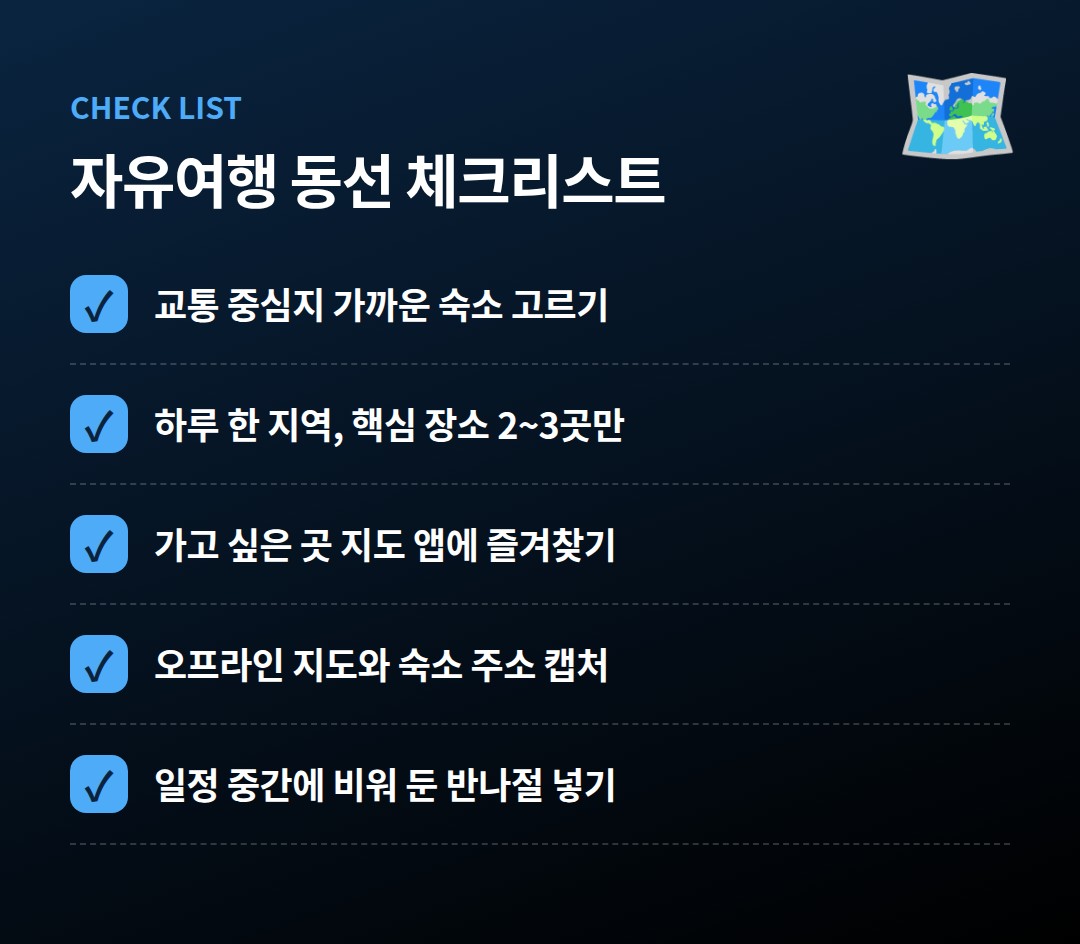 CHECK LIST
자유여행 동선 체크리스트
교통 중심지 가까운 숙소 고르기
하루 한 지역, 핵심 장소 2~3곳만
가고 싶은 곳 지도 앱에 즐겨찾기
오프라인 지도와 숙소 주소 캡처
일정 중간에 비워 둔 반나절 넣기